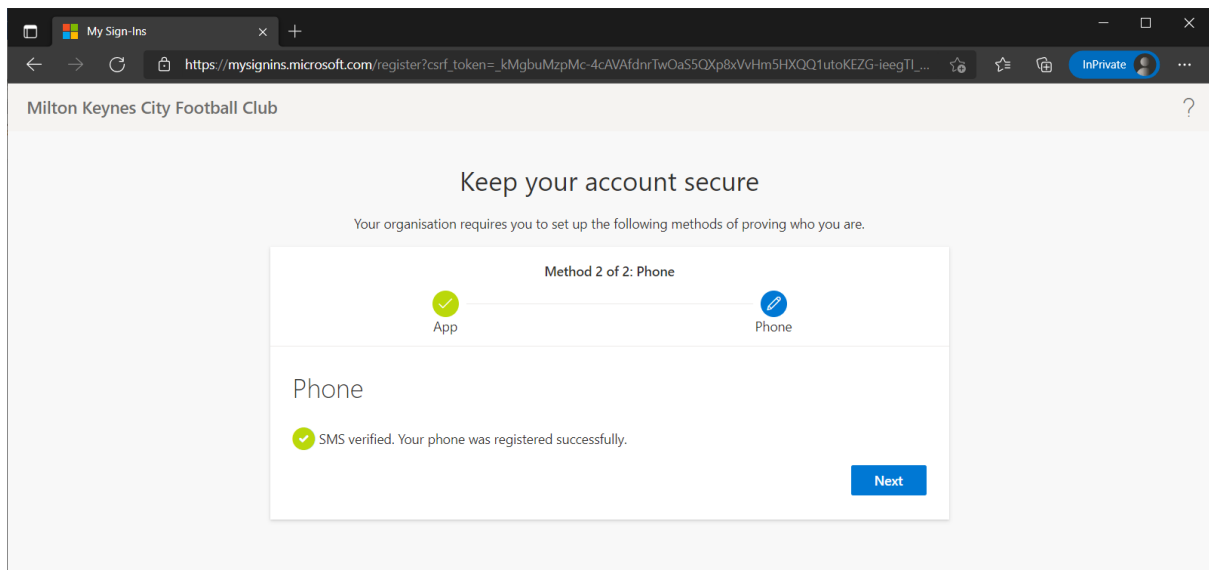 My Sign-Ins
https://mysignins.microsoft.com/register?csrf_token=_kMgbuMzpMc-4cAVAfdnrTwOaS5QXp8xVvHm5HXQQ1utoKEZG-ieegTI_...
InPrivate
Milton Keynes City Football Club
?
Keep your account secure
Your organisation requires you to set up the following methods of proving who you are.
Method 2 of 2: Phone
App
Phone
Phone
SMS verified. Your phone was registered successfully.
Next